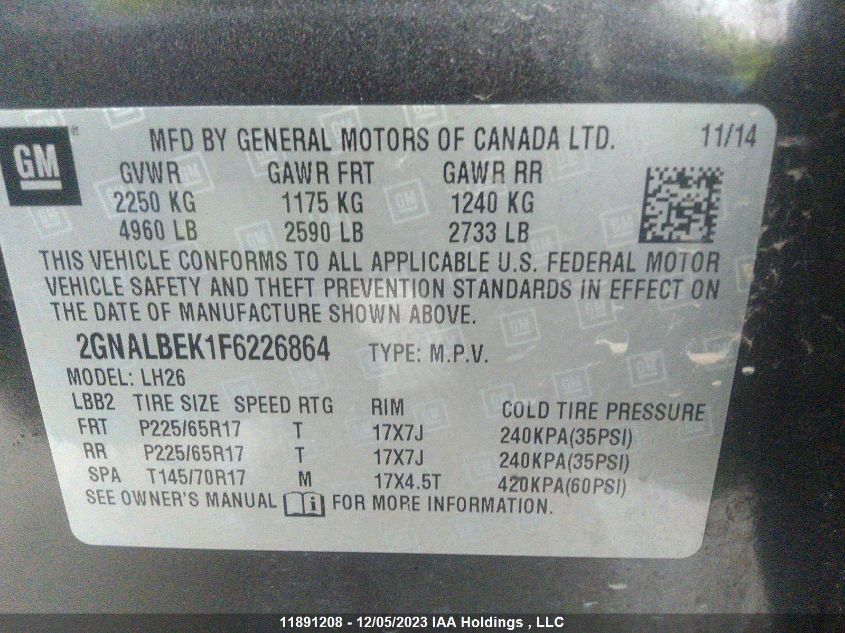 GM® MFD BY GENERAL MOTORS OF CANADA LTD. 11/14
GVWR GAWR FRT GAWR RR
2250 KG 1175 KG 1240 KG
4960 LB 2590 LB 2733 LB
THIS VEHICLE CONFORMS TO ALL APPLICABLE U.S. FEDERAL MOTOR
VEHICLE SAFETY AND THEFT PREVENTION STANDARDS IN EFFECT ON
THE DATE OF MANUFACTURE SHOWN ABOVE.
2GNALBEK1F6226864 TYPE: M.P.V.
MODEL: LH26
LBB2 TIRE SIZE SPEED RTG RIM COLD TIRE PRESSURE
FRT P225/65R17 T 17X7J 240KPA(35PSI)
RR P225/65R17 T 17X7J 240KPA(35PSI)
SPA T145/70R17 M 17X4.5T 420KPA(60PSI)
SEE OWNER'S MANUAL i FOR MORE INFORMATION.
11891208 - 12/05/2023 IAA Holdings , LLC